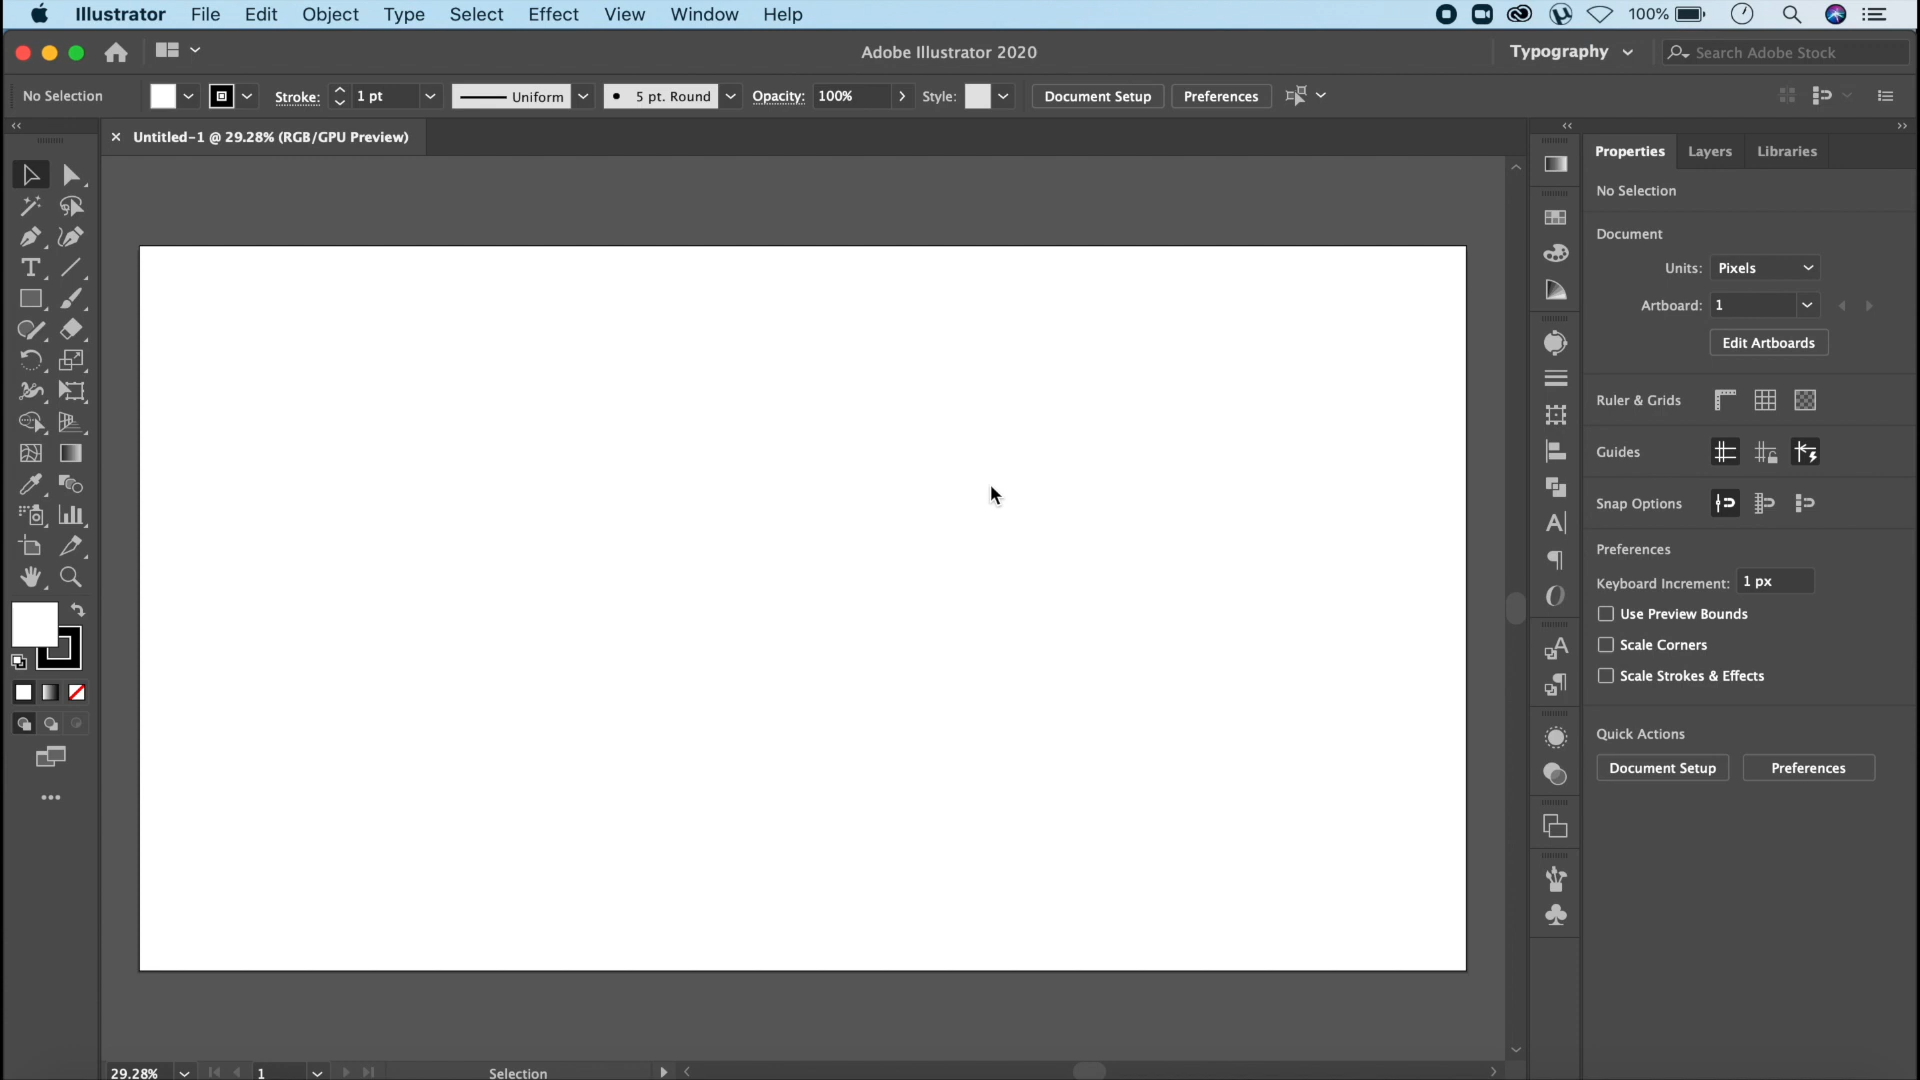 Illustrator File Edit Object Type Select Effect View Window Help 100%
Adobe Illustrator 2020 Typography Search Adobe Stock
No Selection Stroke: 1 pt Uniform 5 pt. Round Opacity: 100% Style: Document Setup Preferences
× Untitled-1 @ 29.28% (RGB/GPU Preview)
Properties Layers Libraries
No Selection
Document
Units: Pixels
Artboard: 1
Edit Artboards
Ruler & Grids
Guides
Snap Options
Preferences
Keyboard Increment: 1 px
Use Preview Bounds
Scale Corners
Scale Strokes & Effects
Quick Actions
Document Setup Preferences
29.28% 1 Selection